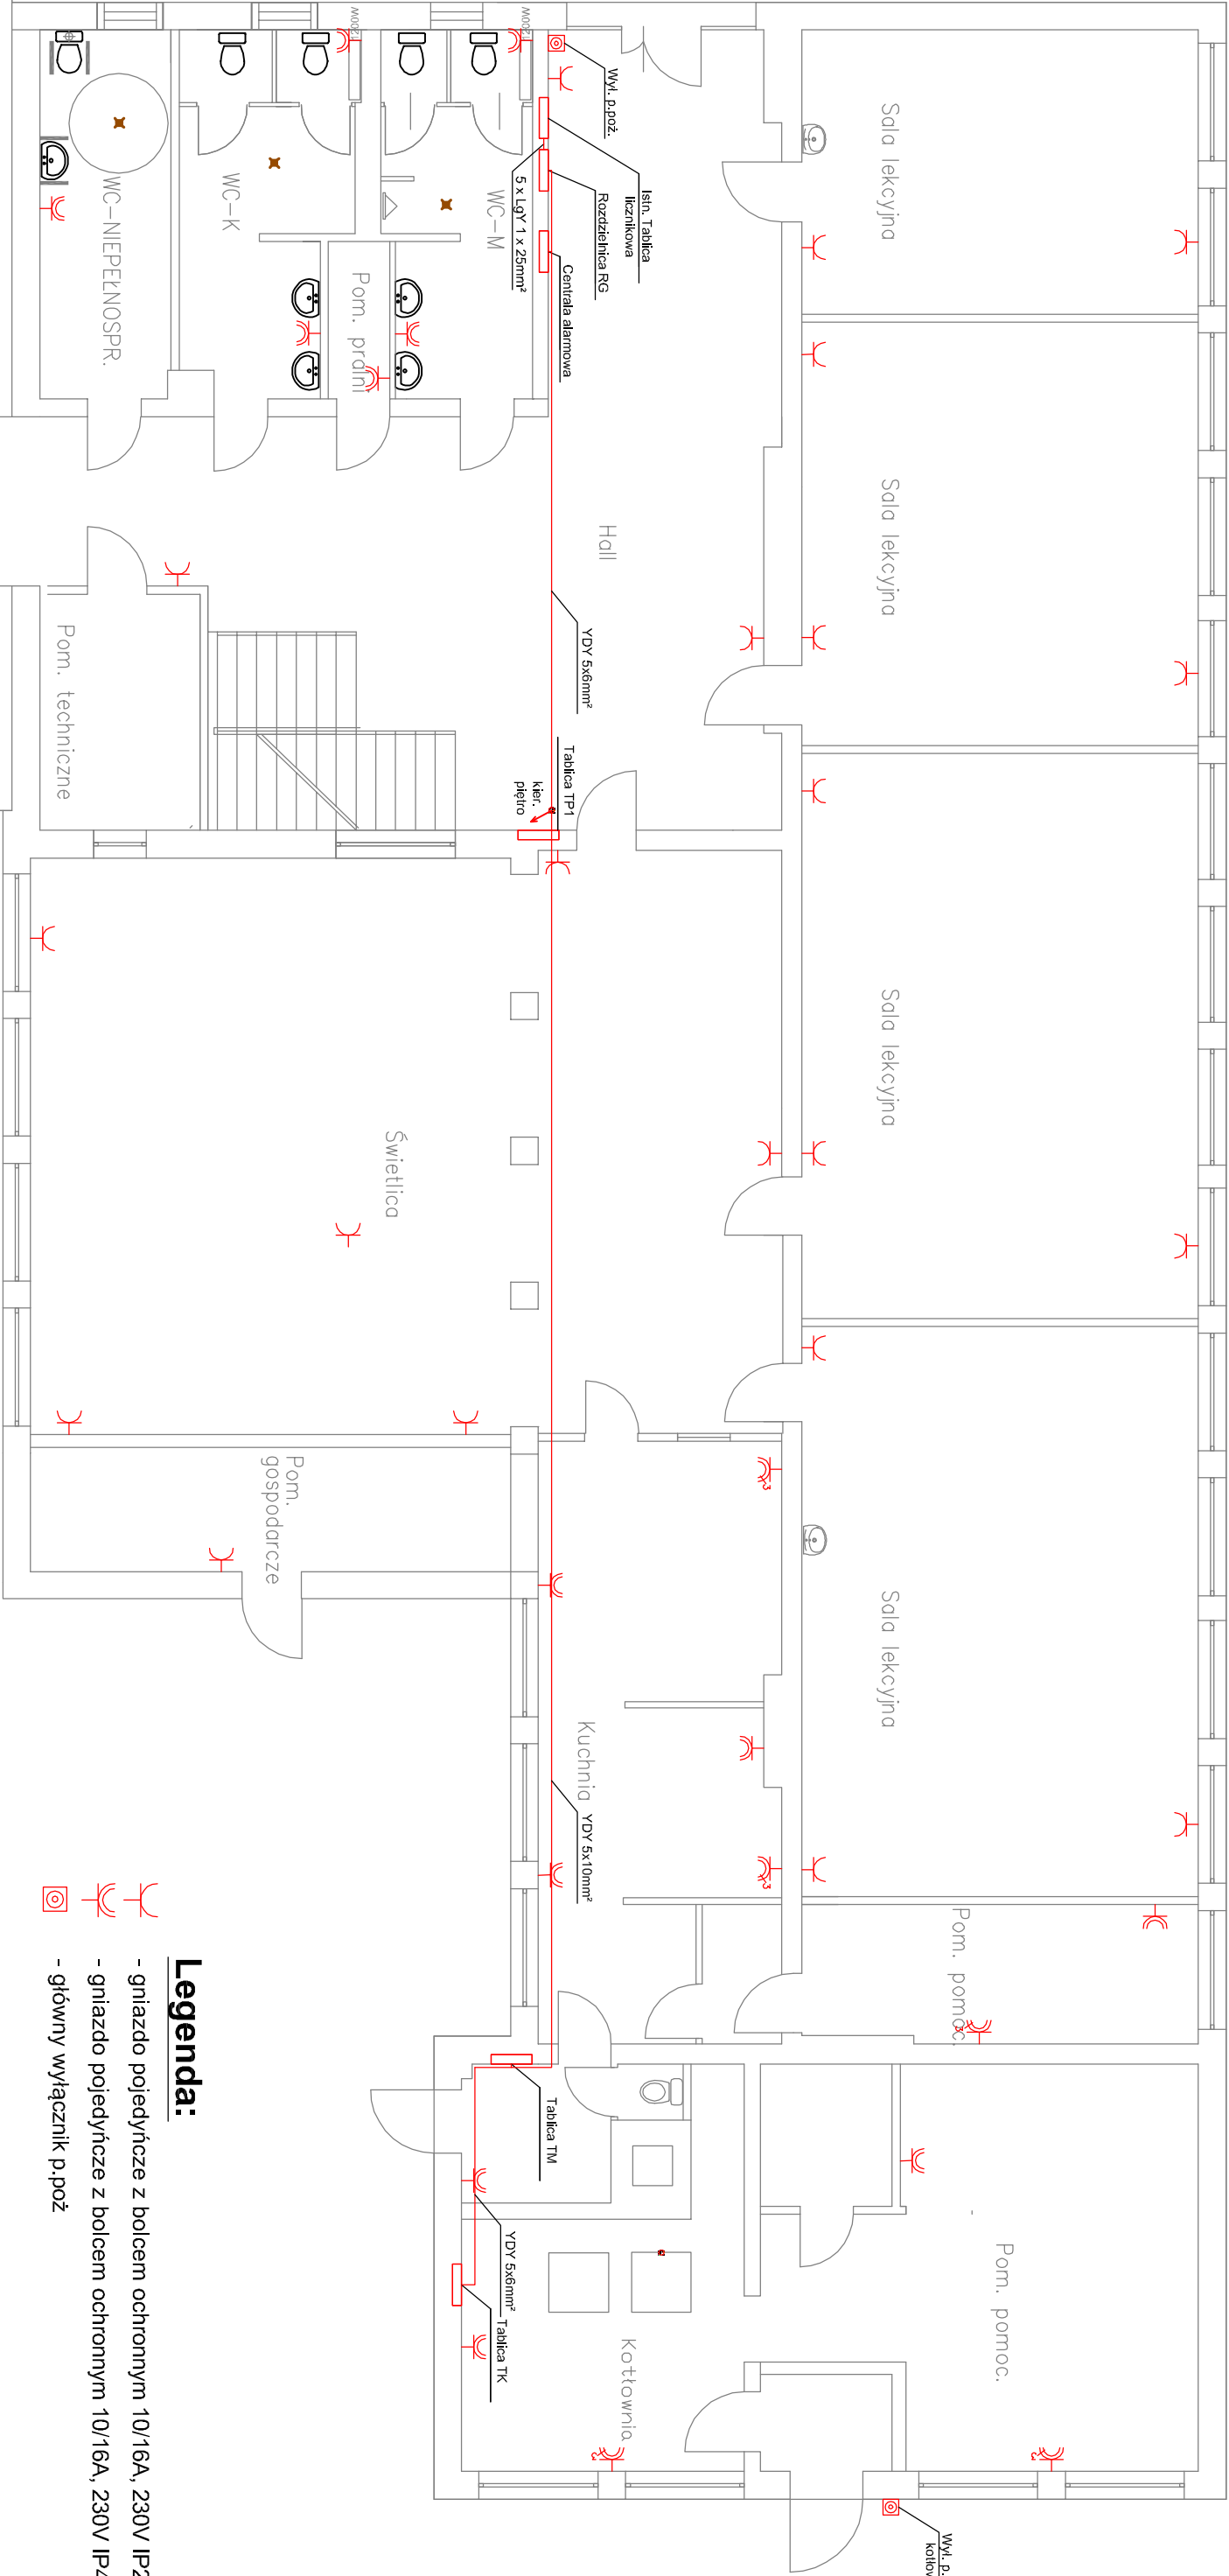 1200W
1200W
Wył. p.poż.
Istn. Tablica
licznikowa
Rozdzielnica RG
5 x LgY 1 x 25mm²
Centrala alarmowa
WC-NIEPEŁNOSPR.
WC-K
WC-M
Pom. pralni
Hall
Sala lekcyjna
Sala lekcyjna
Sala lekcyjna
Sala lekcyjna
YDY 5x6mm²
Pom. techniczne
Tablica TP1
kier.
piętro
Świetlica
Pom.
gospodarcze
Kuchnia
YDY 5x10mm²
Pom. pomoc.
Tablica TM
YDY 5x6mm²
Tablica TK
Kotłownia
Pom. pomoc.
Wył. p.
Legenda:
- gniazdo pojedyńcze z bolcem ochronnym 10/16A, 230V
- gniazdo pojedyńcze z bolcem ochronnym 10/16A, 230V
- główny wyłącznik p.poż